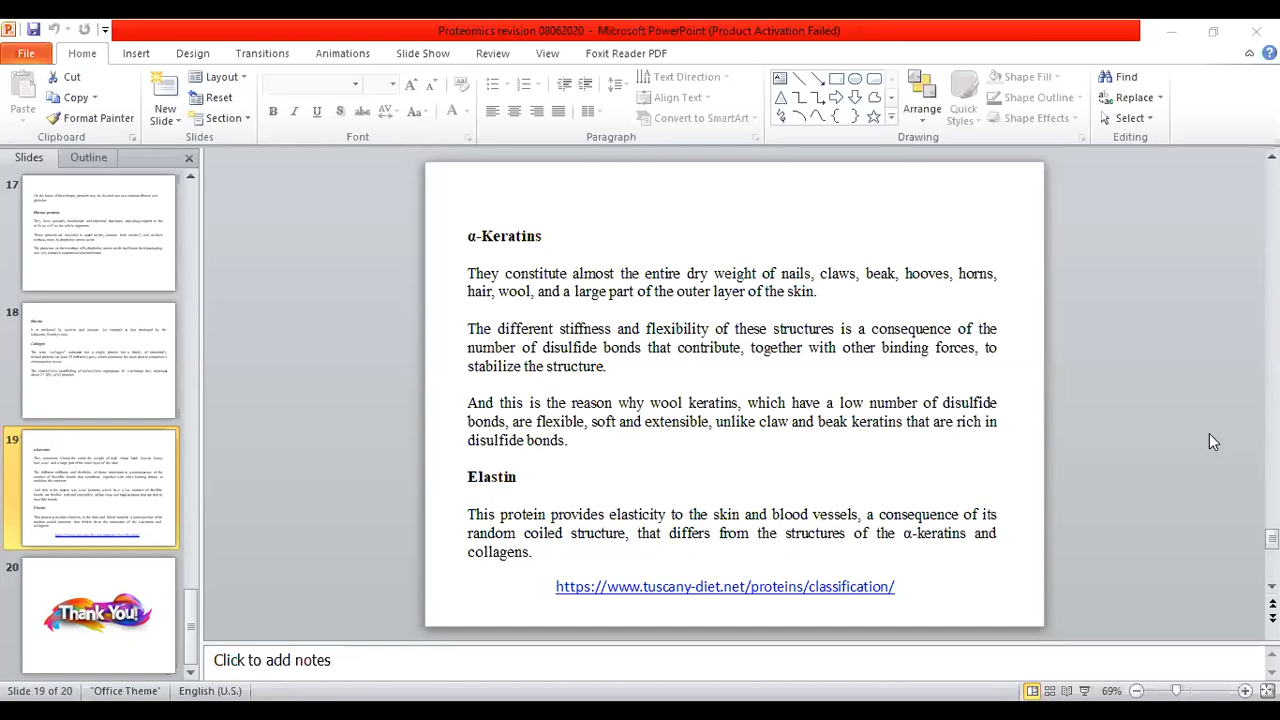 Proteomics revision 08062020 - Microsoft PowerPoint (Product Activation Failed)
File Home Insert Design Transitions Animations Slide Show Review View Foxit Reader PDF
Paste
Cut
Copy
Format Painter
Clipboard
New Slide
Layout
Reset
Section
Slides
Font
Paragraph
Text Direction
Align Text
Convert to SmartArt
Arrange
Quick Styles
Shape Fill
Shape Outline
Shape Effects
Drawing
Find
Replace
Select
Editing
Slides Outline
17
18
19
20
Thank You!
α-Keratins
They constitute almost the entire dry weight of nails, claws, beak, hooves, horns,
hair, wool, and a large part of the outer layer of the skin.
The different stiffness and flexibility of these structures is a consequence of the
number of disulfide bonds that contribute, together with other binding forces, to
stabilize the structure.
And this is the reason why wool keratins, which have a low number of disulfide
bonds, are flexible, soft and extensible, unlike claw and beak keratins that are rich in
disulfide bonds.
Elastin
This protein provides elasticity to the skin and blood vessels, a consequence of its
random coiled structure, that differs from the structures of the α-keratins and
collagens.
https://www.tuscany-diet.net/proteins/classification/
Click to add notes
Slide 19 of 20 "Office Theme" English (U.S.) 69%